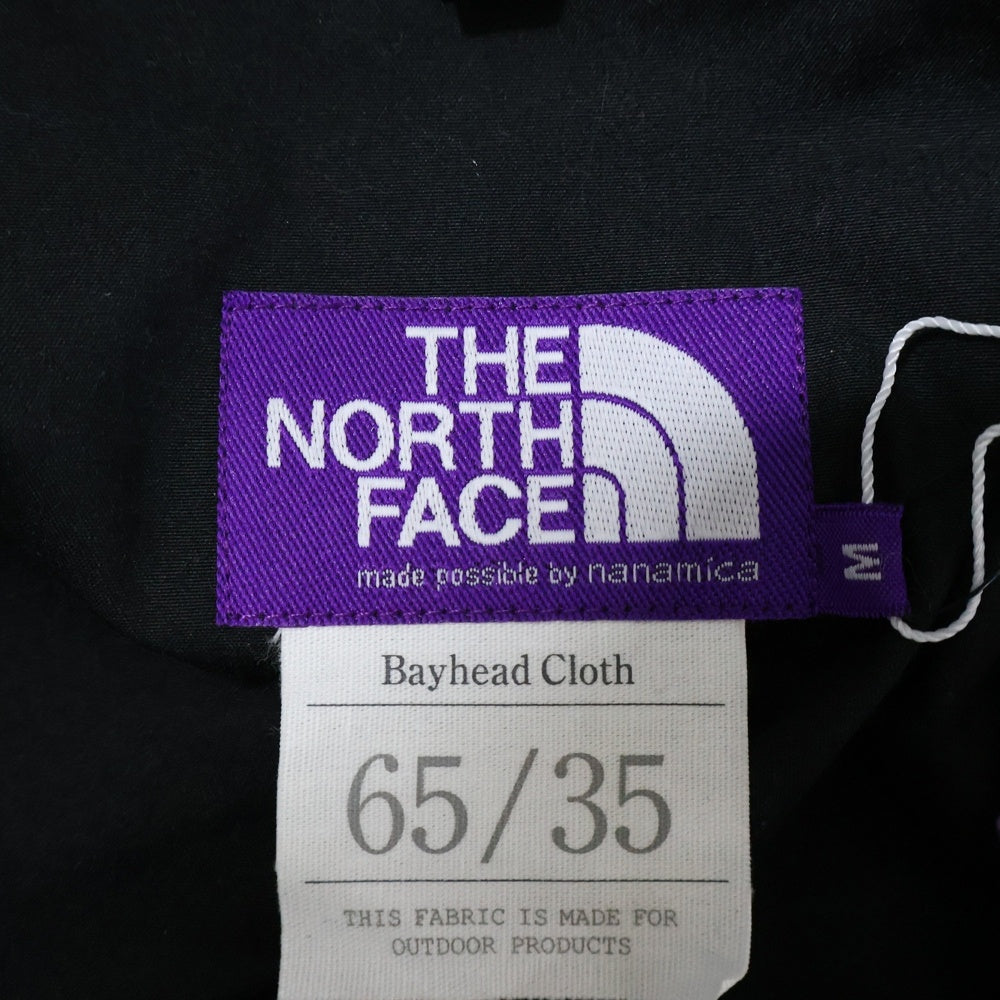 THE
NORTH
FACE
made possible by nanamica
M
Bayhead Cloth
65/35
THIS FABRIC IS MADE FOR
OUTDOOR PRODUCTS